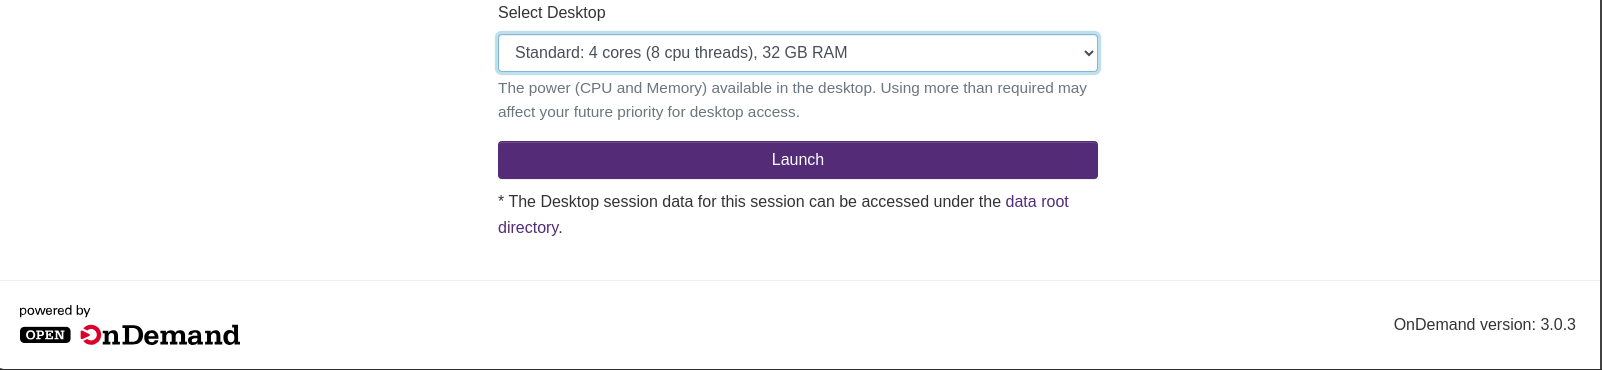 Select Desktop
Standard: 4 cores (8 cpu threads), 32 GB RAM
The power (CPU and Memory) available in the desktop. Using more than required may
affect your future priority for desktop access.
Launch
* The Desktop session data for this session can be accessed under the data root
directory.
powered by
OPEN OnDemand
OnDemand version: 3.0.3